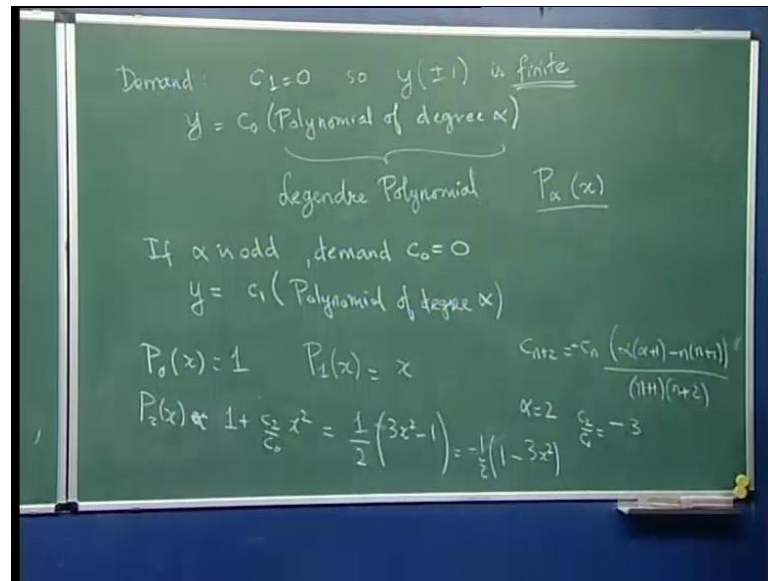 Demand: C₁=0 so y(±1) is finite
y = C₀ (Polynomial of degree α)
Legendre Polynomial P_α(x)
If α is odd, demand C₀=0
y = C₁ (Polynomial of degree α)
P₀(x) = 1 P₁(x) = x
C_{n+2} = -C_n (α(α+1)-n(n+1)) / (n+1)(n+2)
P₂(x) ∝ 1 + C₂/C₀ x² = 1/2 (3x²-1) = -1/2 (1-3x²)
α=2 C₂/C₀ = -3